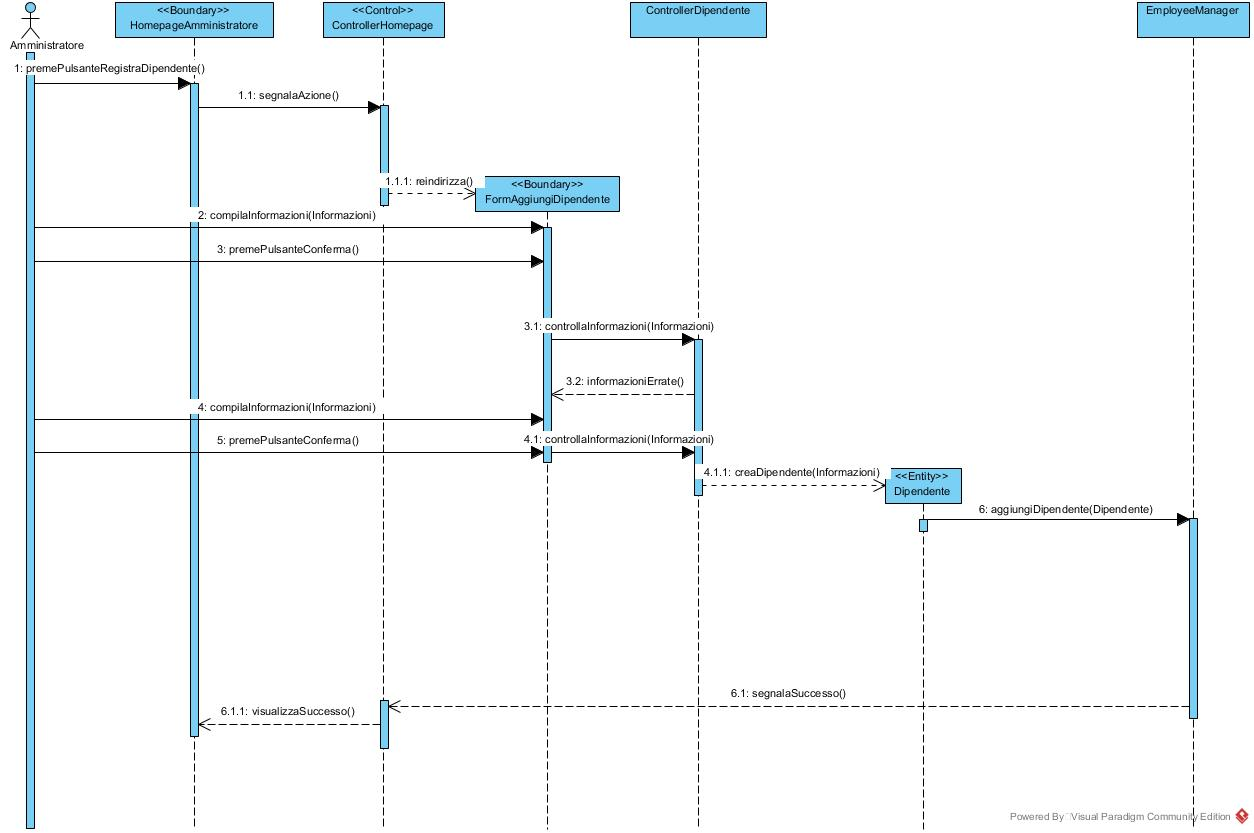 <<Boundary>>
HomepageAmministratore
<<Control>>
ControllerHomepage
ControllerDipendente
EmployeeManager
Amministratore
1: premePulsanteRegistraDipendente()
1.1: segnalaAzione()
1.1.1: reindirizza()
<<Boundary>>
FormAggiungiDipendente
2: compilaInformazioni(Informazioni)
3: premePulsanteConferma()
3.1: controllaInformazioni(Informazioni)
3.2: informazioniErrate()
4: compilaInformazioni(Informazioni)
5: premePulsanteConferma()
4.1: controllaInformazioni(Informazioni)
4.1.1: creaDipendente(Informazioni)
<<Entity>>
Dipendente
6: aggiungiDipendente(Dipendente)
6.1: segnalaSuccesso()
6.1.1: visualizzaSuccesso()
Powered By Visual Paradigm Community Edition